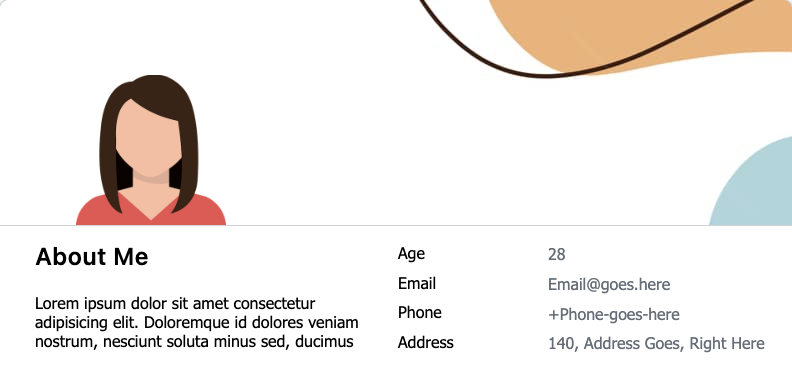 About Me
Lorem ipsum dolor sit amet consectetur
adipisicing elit. Doloremque id dolores veniam
nostrum, nesciunt soluta minus sed, ducimus
Age 28
Email Email@goes.here
Phone +Phone-goes-here
Address 140, Address Goes, Right Here